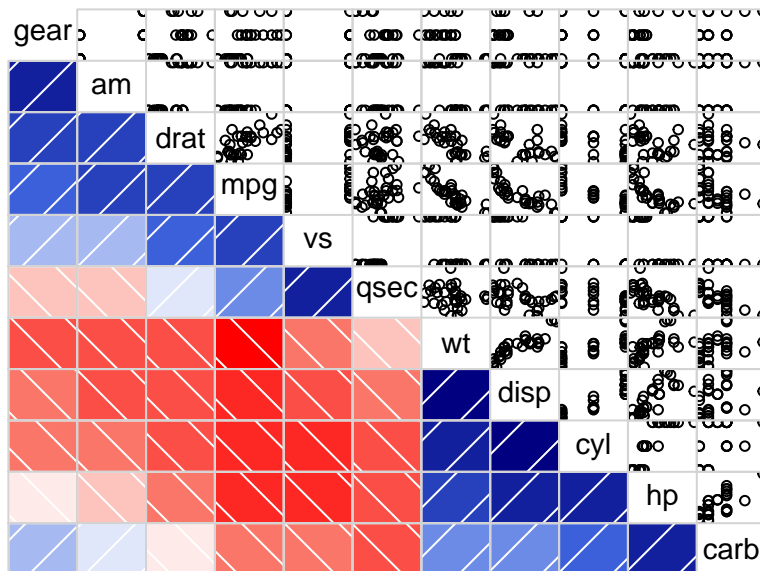 gear
am
drat
mpg
vs
qsec
wt
disp
cyl
hp
carb